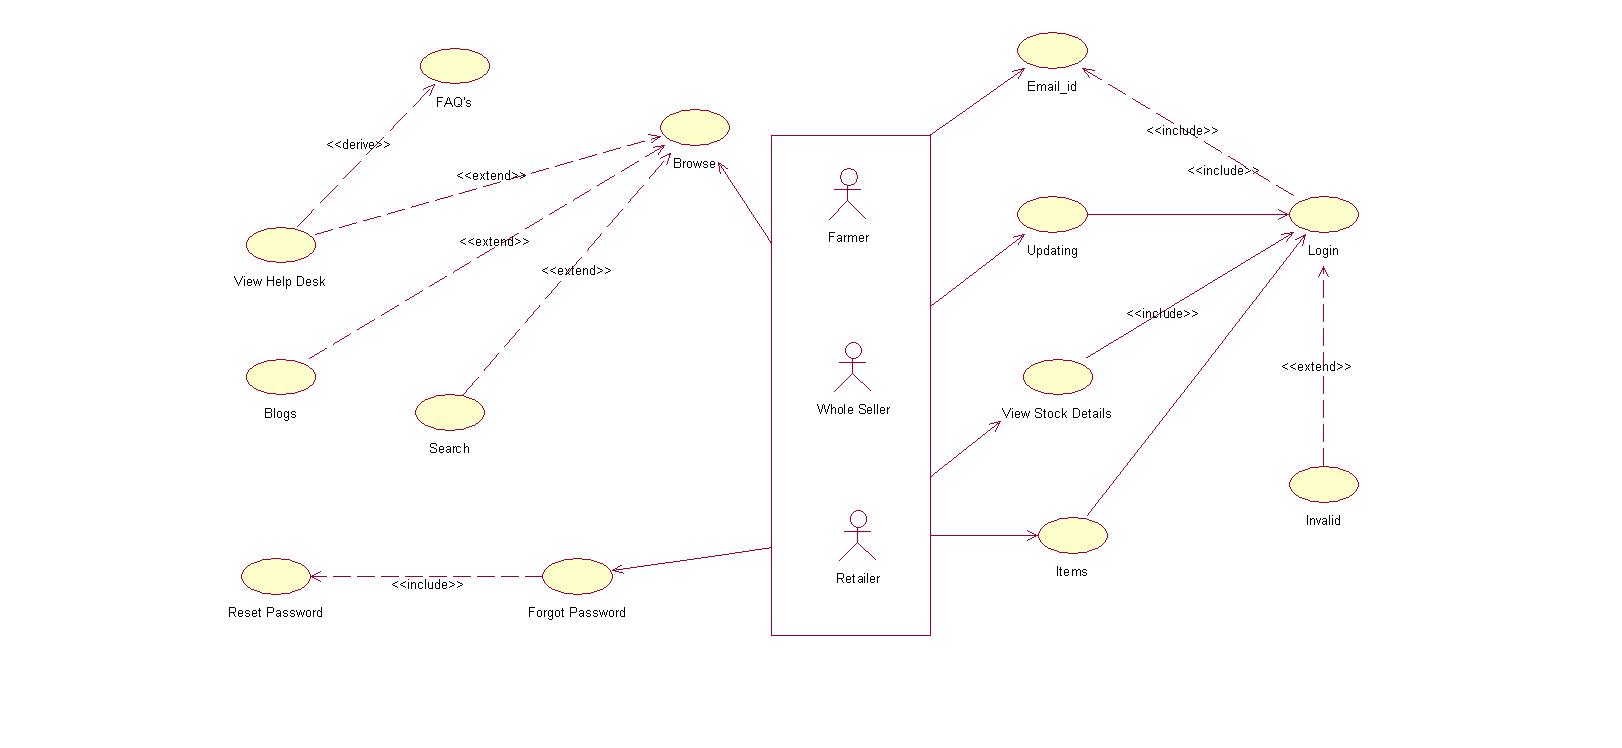 Email_id
FAQ's
<<include>>
<<derive>>
Browse
<<extend>>
<<include>>
Farmer
<<extend>>
Updating
Login
<<extend>>
View Help Desk
<<include>>
<<extend>>
Whole Seller
Blogs
View Stock Details
Search
Invalid
Items
Retailer
<<include>>
Reset Password
Forgot Password